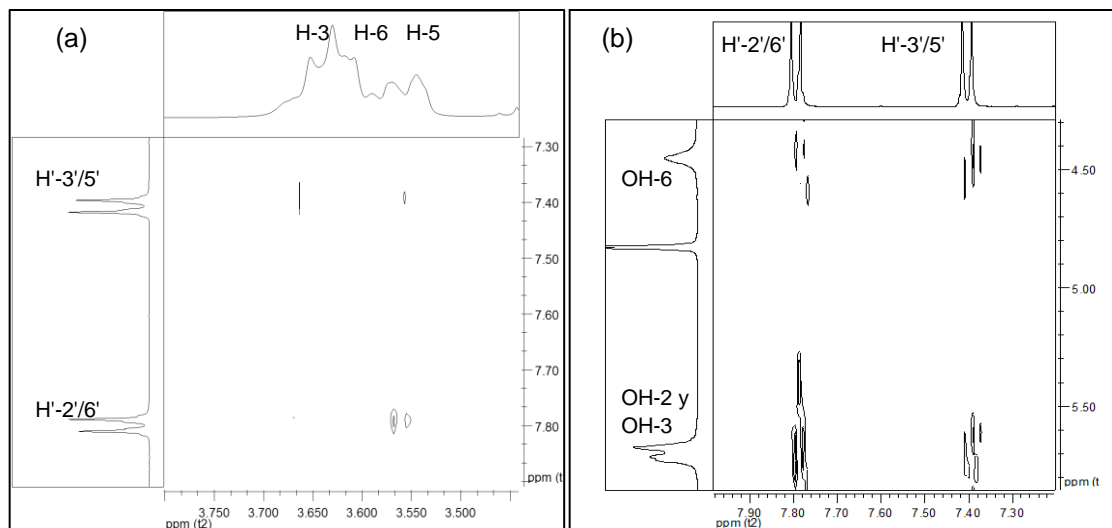 (a)
H-3 H-6 H-5
H'-3'/5'
H'-2'/6'
7.30
7.40
7.50
7.60
7.70
7.80
ppm (t
3.700 3.650 3.600 3.550 3.500
ppm (t2)
(b)
H'-2'/6' H'-3'/5'
OH-6
OH-2 y
OH-3
4.50
5.00
5.50
ppm (t
7.90 7.80 7.70 7.60 7.50 7.40 7.30
ppm (t2)